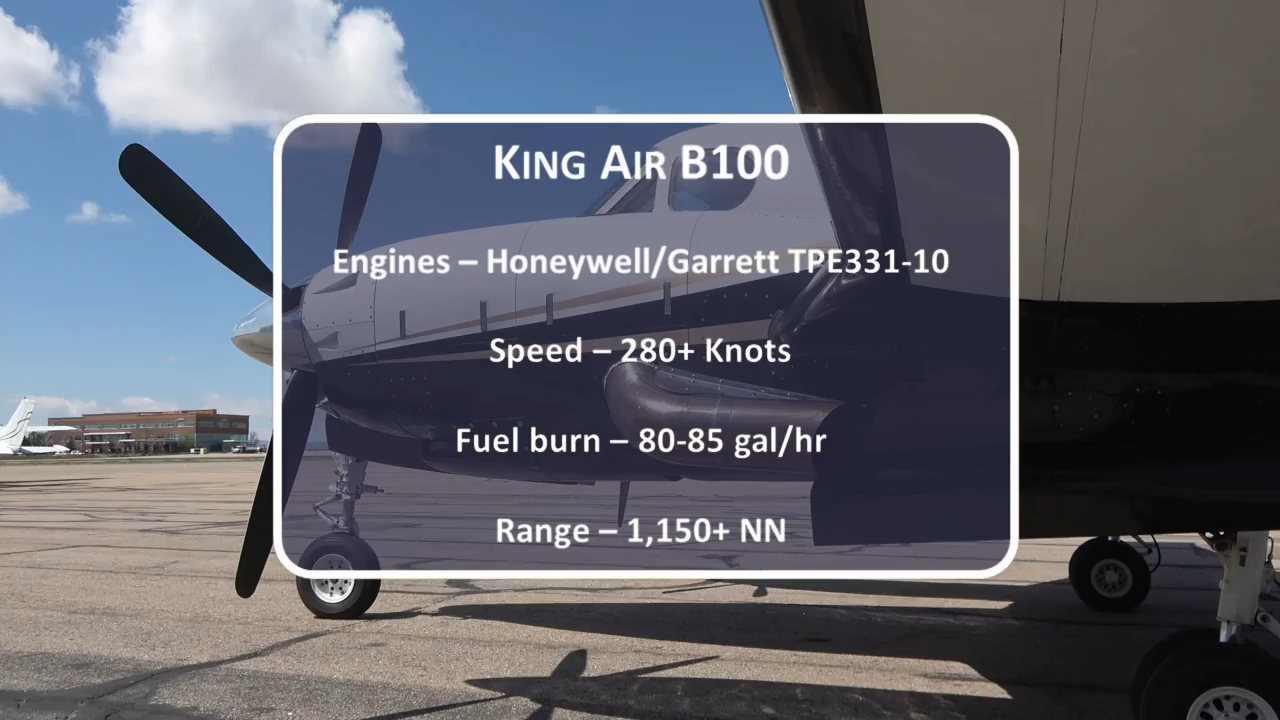 King Air B100
Engines – Honeywell/Garrett TPE331-10
Speed – 280+ Knots
Fuel burn – 80-85 gal/hr
Range – 1,150+ NN